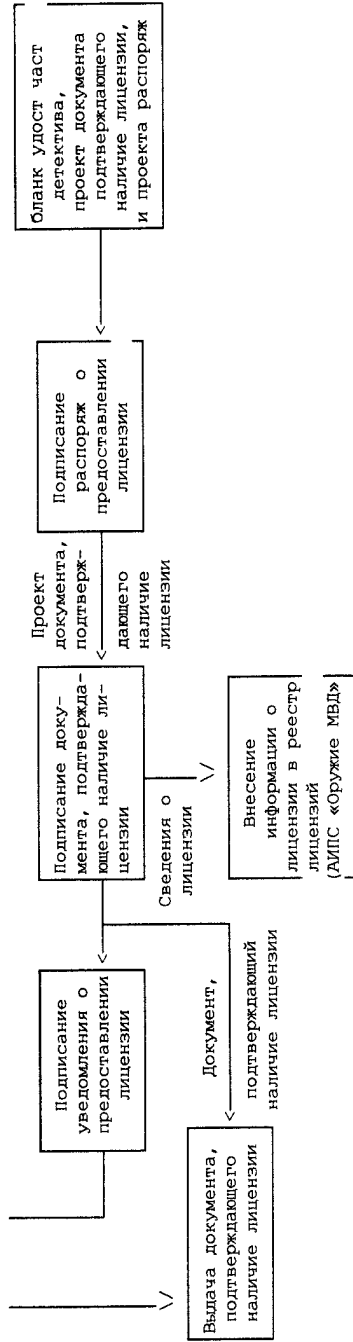 Подписание
уведомления о
предоставлении
лицензии
Подписание доку-
мента, подтвержда-
ющего наличие ли-
цензии
Проект
документа,
подтверж-
дающего
наличие
лицензии
Подписание
распоряж о
предоставлении
лицензии
бланк удост част
детектива,
проект документа
подтверждающего
наличие лицензии,
и проекта распоряж
Выдача документа,
подтверждающего
наличие лицензии
Документ,
подтверждающий
наличие лицензии
Сведения о
лицензии
Внесение
информации о
лицензии в реестр
лицензий
(АИПС «Оружие МВД»